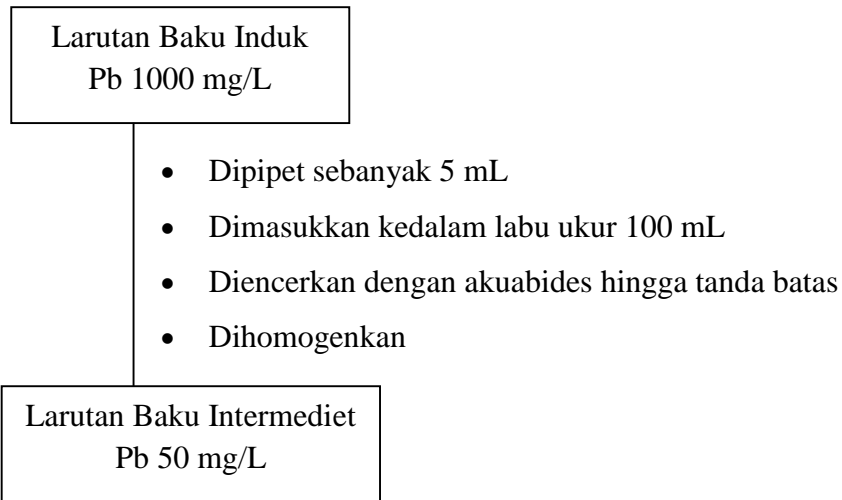 Larutan Baku Induk
Pb 1000 mg/L
• Dipipet sebanyak 5 mL
• Dimasukkan kedalam labu ukur 100 mL
• Diencerkan dengan akuabides hingga tanda batas
• Dihomogenkan
Larutan Baku Intermediet
Pb 50 mg/L